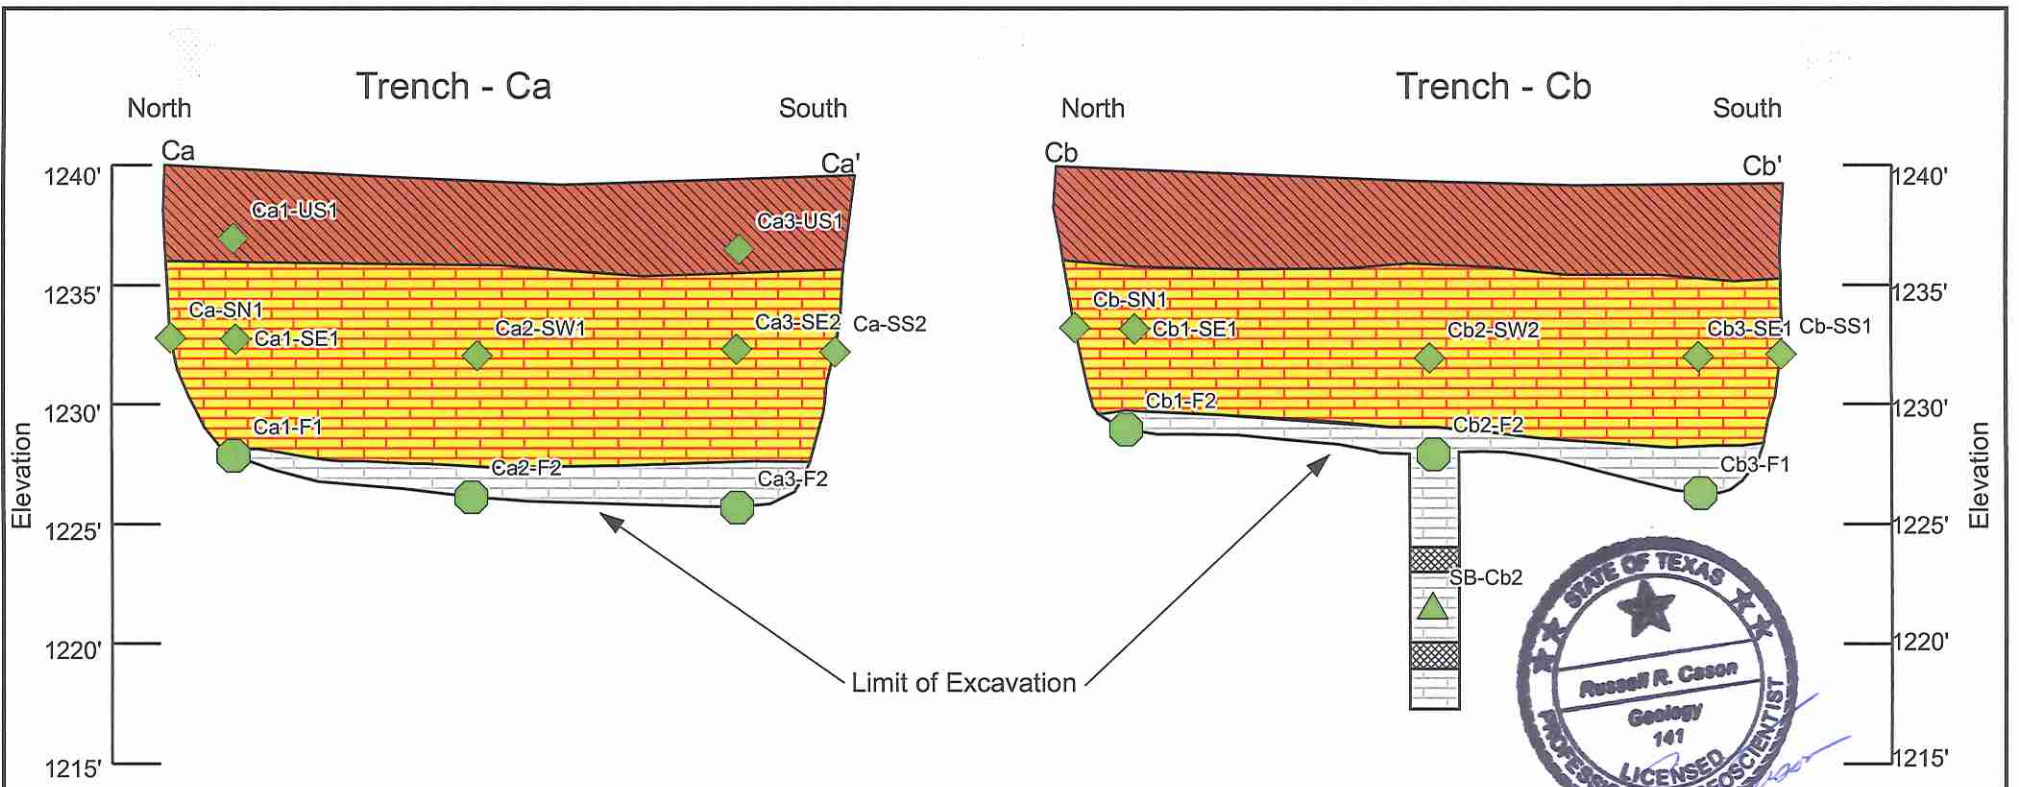 Trench - Ca
North
South
Ca
Ca'
1240'
1235'
1230'
1225'
1220'
1215'
Elevation
Ca1-US1
Ca3-US1
Ca-SN1
Ca1-SE1
Ca2-SW1
Ca3-SE2
Ca-SS2
Ca1-F1
Ca2-F2
Ca3-F2
Trench - Cb
North
South
Cb
Cb'
1240'
1235'
1230'
1225'
1220'
1215'
Elevation
Cb-SN1
Cb1-SE1
Cb2-SW2
Cb3-SE1
Cb-SS1
Cb1-F2
Cb2-F2
Cb3-F1
SB-Cb2
Limit of Excavation
STATE OF TEXAS
Russell R. Cason
Geology
141
LICENSED